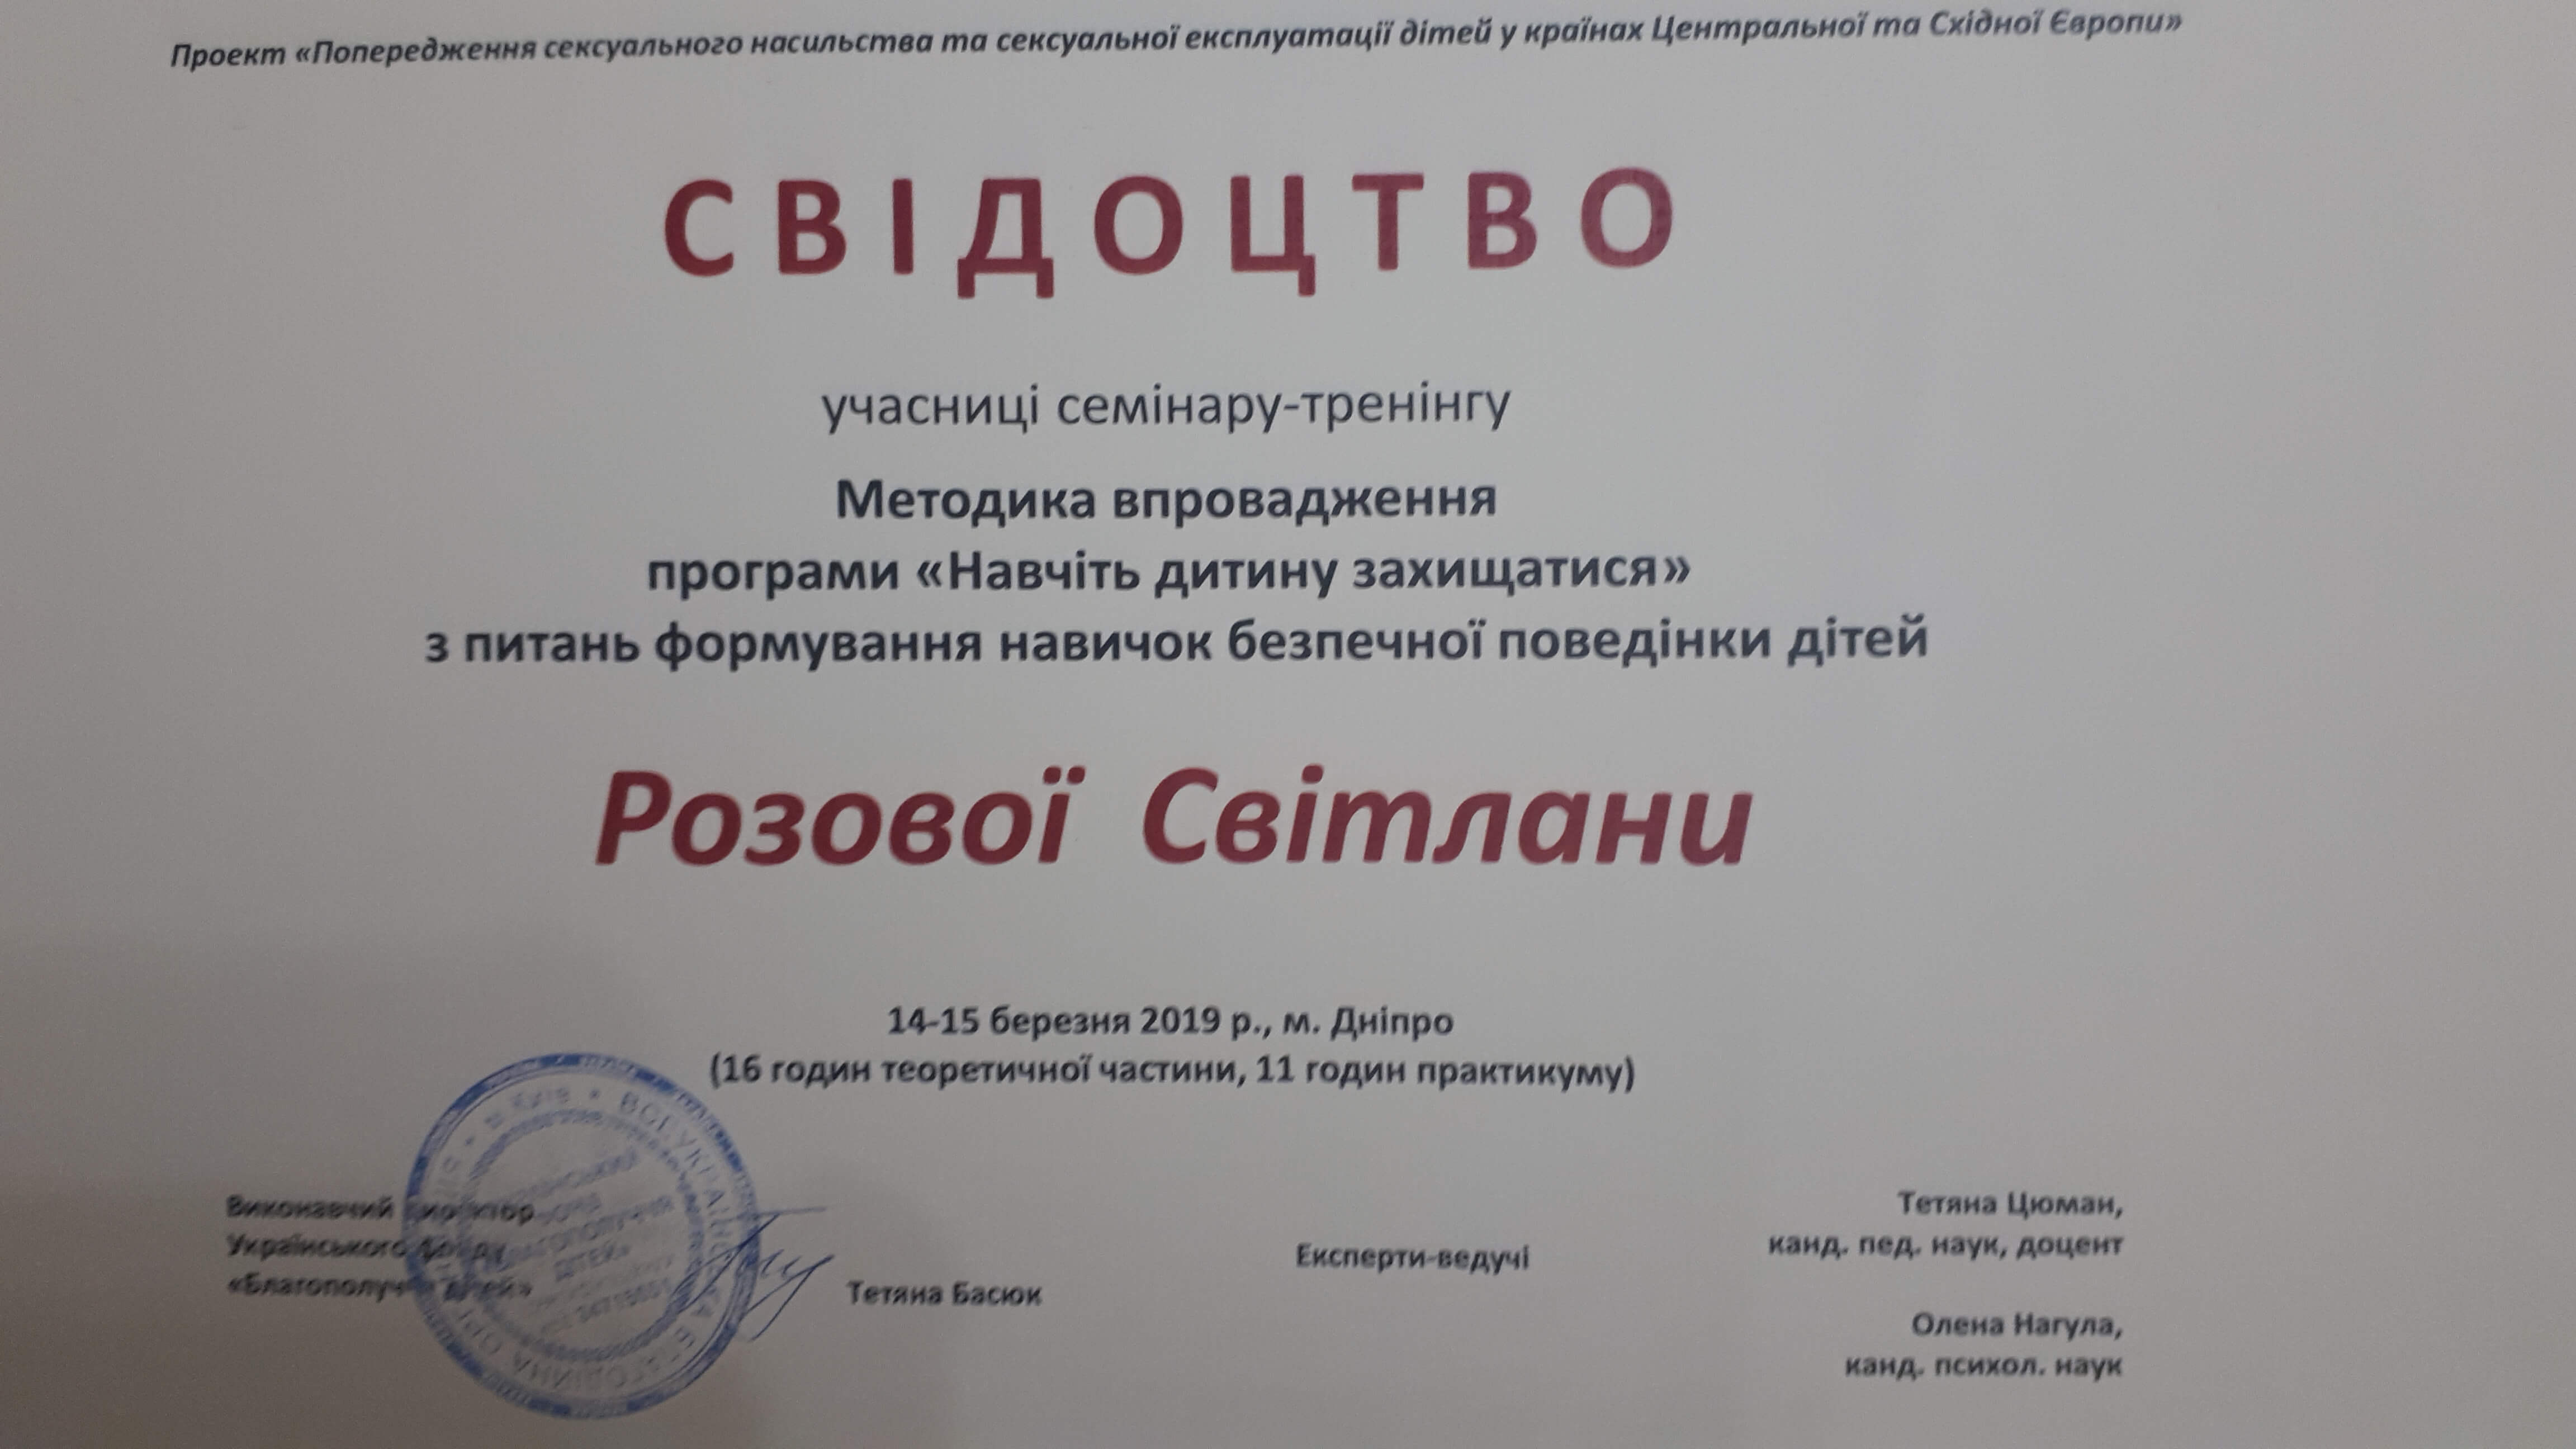 Проект «Попередження сексуального насильства та сексуальної експлуатації дітей у країнах Центральної та Східної Європи»
СВІДОЦТВО
учасниці семінару-тренінгу
Методика впровадження
програми «Навчіть дитину захищатися»
з питань формування навичок безпечної поведінки дітей
Розової Світлани
14-15 березня 2019 р., м. Дніпро
(16 годин теоретичної частини, 11 годин практикуму)
Виконавчий директор
Українського фонду
«Благополуччя дітей»
Тетяна Басюк
Експерти-ведучі
Тетяна Цюман,
канд. пед. наук, доцент
Олена Нагула,
канд. психол. наук